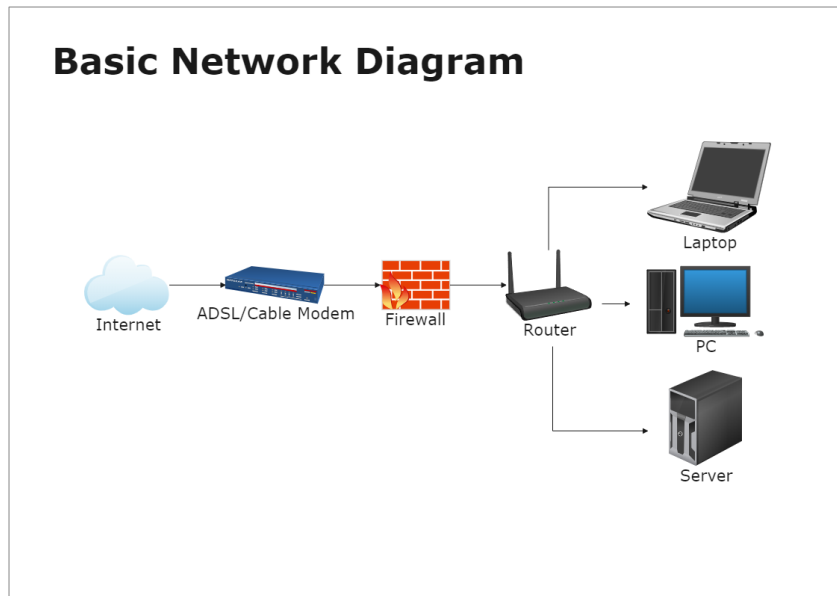 Basic Network Diagram
Laptop
Internet
ADSL/Cable Modem
Firewall
Router
PC
Server